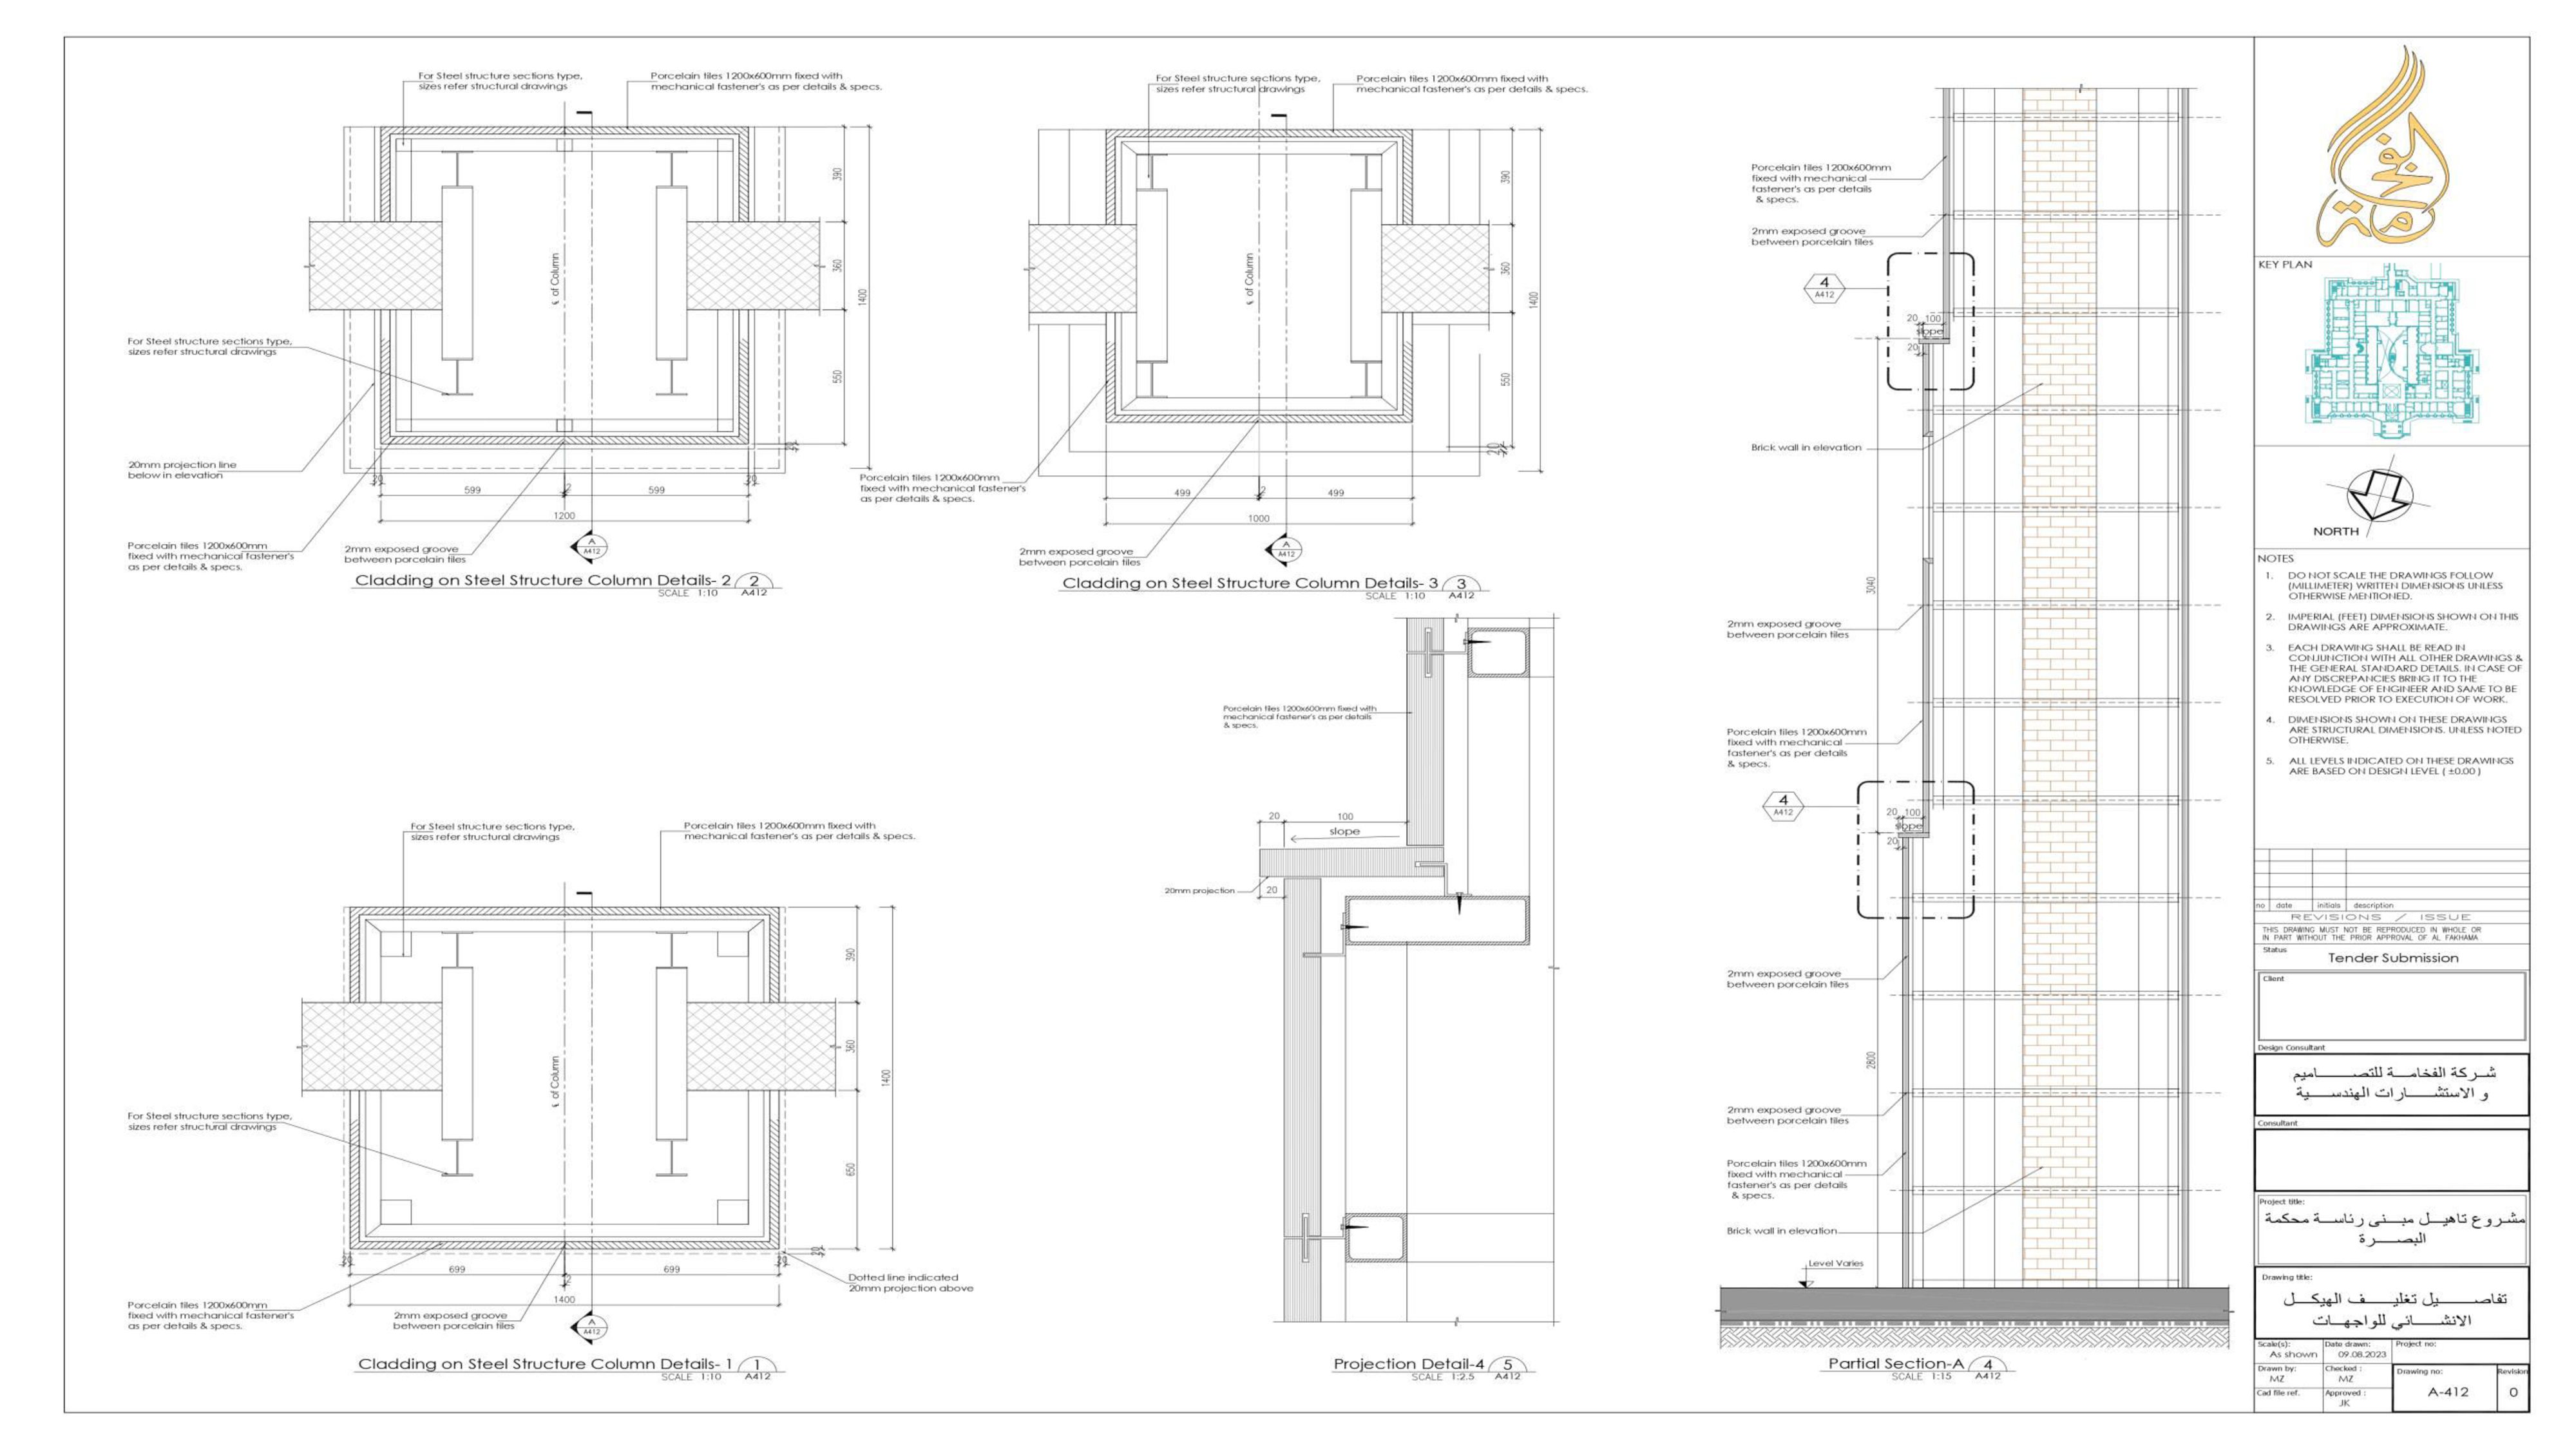 For Steel structure sections type,
sizes refer structural drawings
Porcelain tiles 1200x600mm fixed with
mechanical fastener's as per details & specs.
390
360
1400
550
℄ of Column
For Steel structure sections type,
sizes refer structural drawings
20mm projection line
below in elevation
Porcelain tiles 1200x600mm
fixed with mechanical fastener's
as per details & specs.
2mm exposed groove
between porcelain tiles
20
599
2
599
20
20
1200
A
A412
Cladding on Steel Structure Column Details- 2
2
SCALE 1:10
A412
For Steel structure sections type,
sizes refer structural drawings
Porcelain tiles 1200x600mm fixed with
mechanical fastener's as per details & specs.
390
360
1400
550
℄ of Column
20
Porcelain tiles 1200x600mm
fixed with mechanical fastener's
as per details & specs.
499
2
499
1000
2mm exposed groove
between porcelain tiles
A
A412
Cladding on Steel Structure Column Details- 3
3
SCALE 1:10
A412
For Steel structure sections type,
sizes refer structural drawings
Porcelain tiles 1200x600mm fixed with
mechanical fastener's as per details & specs.
390
360
1400
650
℄ of Column
For Steel structure sections type,
sizes refer structural drawings
20
699
2
699
20
20
1400
Dotted line indicated
20mm projection above
Porcelain tiles 1200x600mm
fixed with mechanical fastener's
as per details & specs.
2mm exposed groove
between porcelain tiles
A
A412
Cladding on Steel Structure Column Details- 1
1
SCALE 1:10
A412
Porcelain tiles 1200x600mm fixed with
mechanical fastener's as per details
& specs.
20
100
slope
20mm projection
20
Projection Detail-4
5
SCALE 1:2.5
A412
Porcelain tiles 1200x600mm
fixed with mechanical
fastener's as per details
& specs.
2mm exposed groove
between porcelain tiles
4
A412
20 100
slope
20
Brick wall in elevation
3040
2mm exposed groove
between porcelain tiles
Porcelain tiles 1200x600mm
fixed with mechanical
fastener's as per details
& specs.
4
A412
20 100
slope
20
2mm exposed groove
between porcelain tiles
2800
2mm exposed groove
between porcelain tiles
Porcelain tiles 1200x600mm
fixed with mechanical
fastener's as per details
& specs.
Brick wall in elevation
Level Varies
Partial Section-A
4
SCALE 1:15
A412
الفخامة
KEY PLAN
NORTH
NOTES
1. DO NOT SCALE THE DRAWINGS FOLLOW
(MILLIMETER) WRITTEN DIMENSIONS UNLESS
OTHERWISE MENTIONED.
2. IMPERIAL (FEET) DIMENSIONS SHOWN ON THIS
DRAWINGS ARE APPROXIMATE.
3. EACH DRAWING SHALL BE READ IN
CONJUNCTION WITH ALL OTHER DRAWINGS &
THE GENERAL STANDARD DETAILS. IN CASE OF
ANY DISCREPANCIES BRING IT TO THE
KNOWLEDGE OF ENGINEER AND SAME TO BE
RESOLVED PRIOR TO EXECUTION OF WORK.
4. DIMENSIONS SHOWN ON THESE DRAWINGS
ARE STRUCTURAL DIMENSIONS. UNLESS NOTED
OTHERWISE.
5. ALL LEVELS INDICATED ON THESE DRAWINGS
ARE BASED ON DESIGN LEVEL ( ±0.00 )
no date initials description
REVISIONS / ISSUE
THIS DRAWING MUST NOT BE REPRODUCED IN WHOLE OR
IN PART WITHOUT THE PRIOR APPROVAL OF AL FAKHAMA
Status
Tender Submission
Client
Design Consultant
شركة الفخامة للتصاميم
و الاستشارات الهندسية
Consultant
Project title:
مشروع تاهيل مبنى رئاسة محكمة
البصرة
Drawing title:
تفاصيل تغليف الهيكل
الانشائي للواجهات
Scale(s): Date drawn: Project no:
As shown 09.08.2023
Drawn by: Checked : Drawing no: Revision
MZ MZ
A-412 0
Cad file ref. Approved :
JK